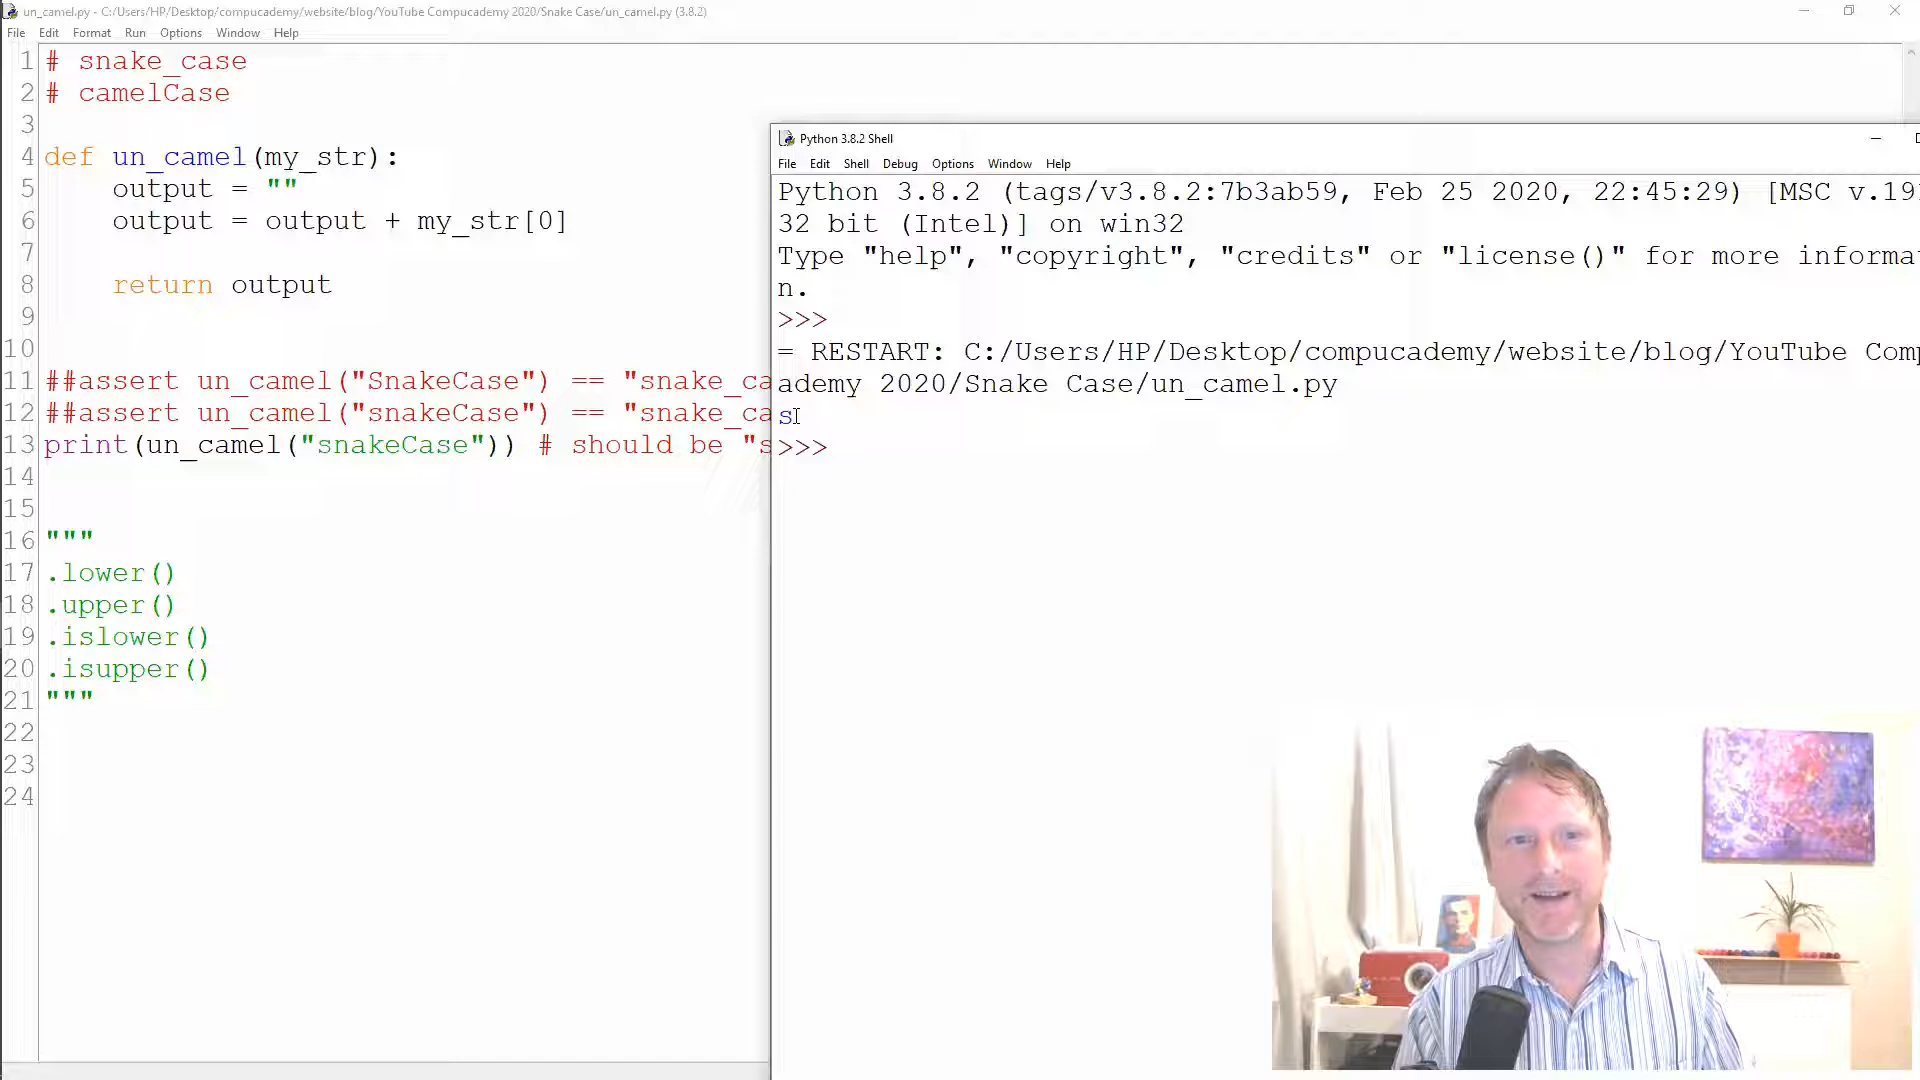 un_camel.py - C:/Users/HP/Desktop/compucademy/website/blog/YouTube Compucademy 2020/Snake Case/un_camel.py (3.8.2)
File Edit Format Run Options Window Help
1 # snake_case
2 # camelCase
3
4 def un_camel(my_str):
5 output = ""
6 output = output + my_str[0]
7
8 return output
9
10
11 ##assert un_camel("SnakeCase") == "snake_ca
12 ##assert un_camel("snakeCase") == "snake_ca
13 print(un_camel("snakeCase")) # should be "s
14
15
16 """
17 .lower()
18 .upper()
19 .islower()
20 .isupper()
21 """
22
23
24
Python 3.8.2 Shell
File Edit Shell Debug Options Window Help
Python 3.8.2 (tags/v3.8.2:7b3ab59, Feb 25 2020, 22:45:29) [MSC v.19
32 bit (Intel)] on win32
Type "help", "copyright", "credits" or "license()" for more informa
n.
>>>
= RESTART: C:/Users/HP/Desktop/compucademy/website/blog/YouTube Comp
ademy 2020/Snake Case/un_camel.py
s
>>>